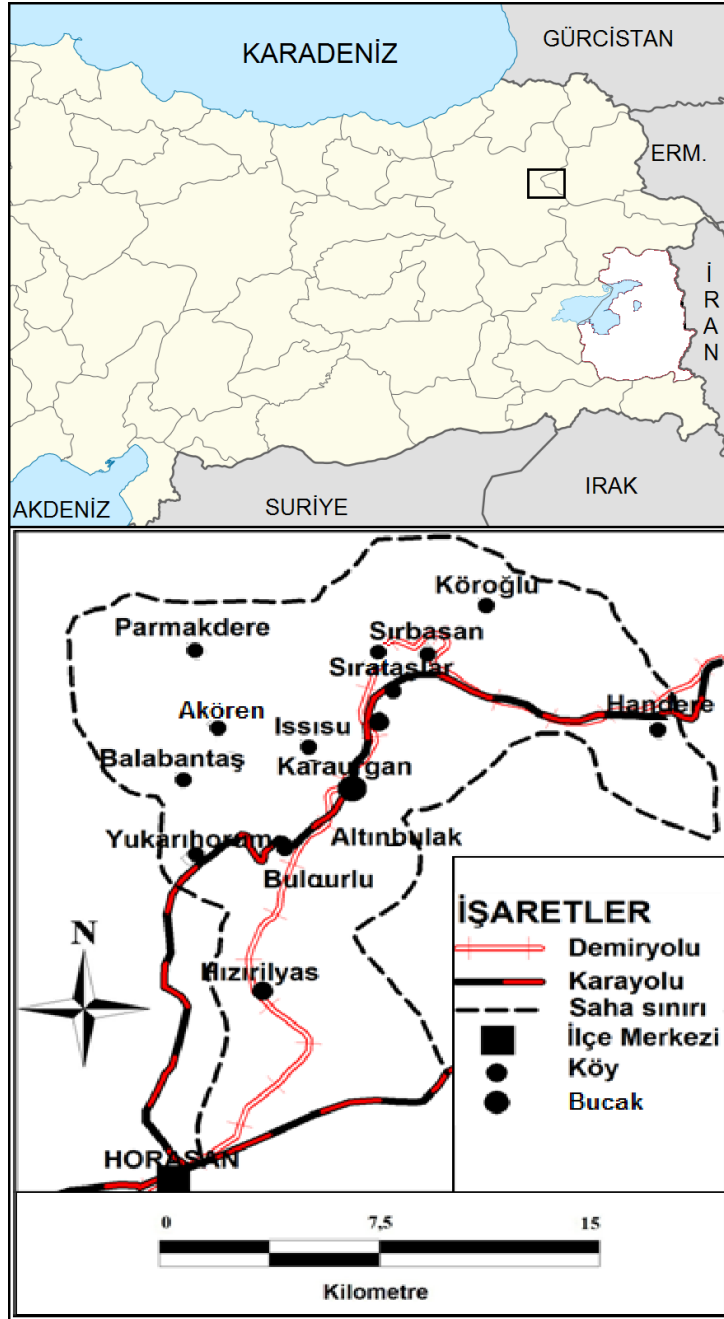 KARADENİZ
GÜRCİSTAN
ERM.
İRAN
AKDENİZ
SURİYE
IRAK
Köroğlu
Parmakdere
Sırbasan
Sırataşlar
Akören
Issısu
Handere
Balabantaş
Karaurgan
Yukarıhorum
Altınbulak
Bulgurlu
N
Hızırilyas
HORASAN
İŞARETLER
Demiryolu
Karayolu
Saha sınırı
İlçe Merkezi
Köy
Bucak
0 7,5 15
Kilometre